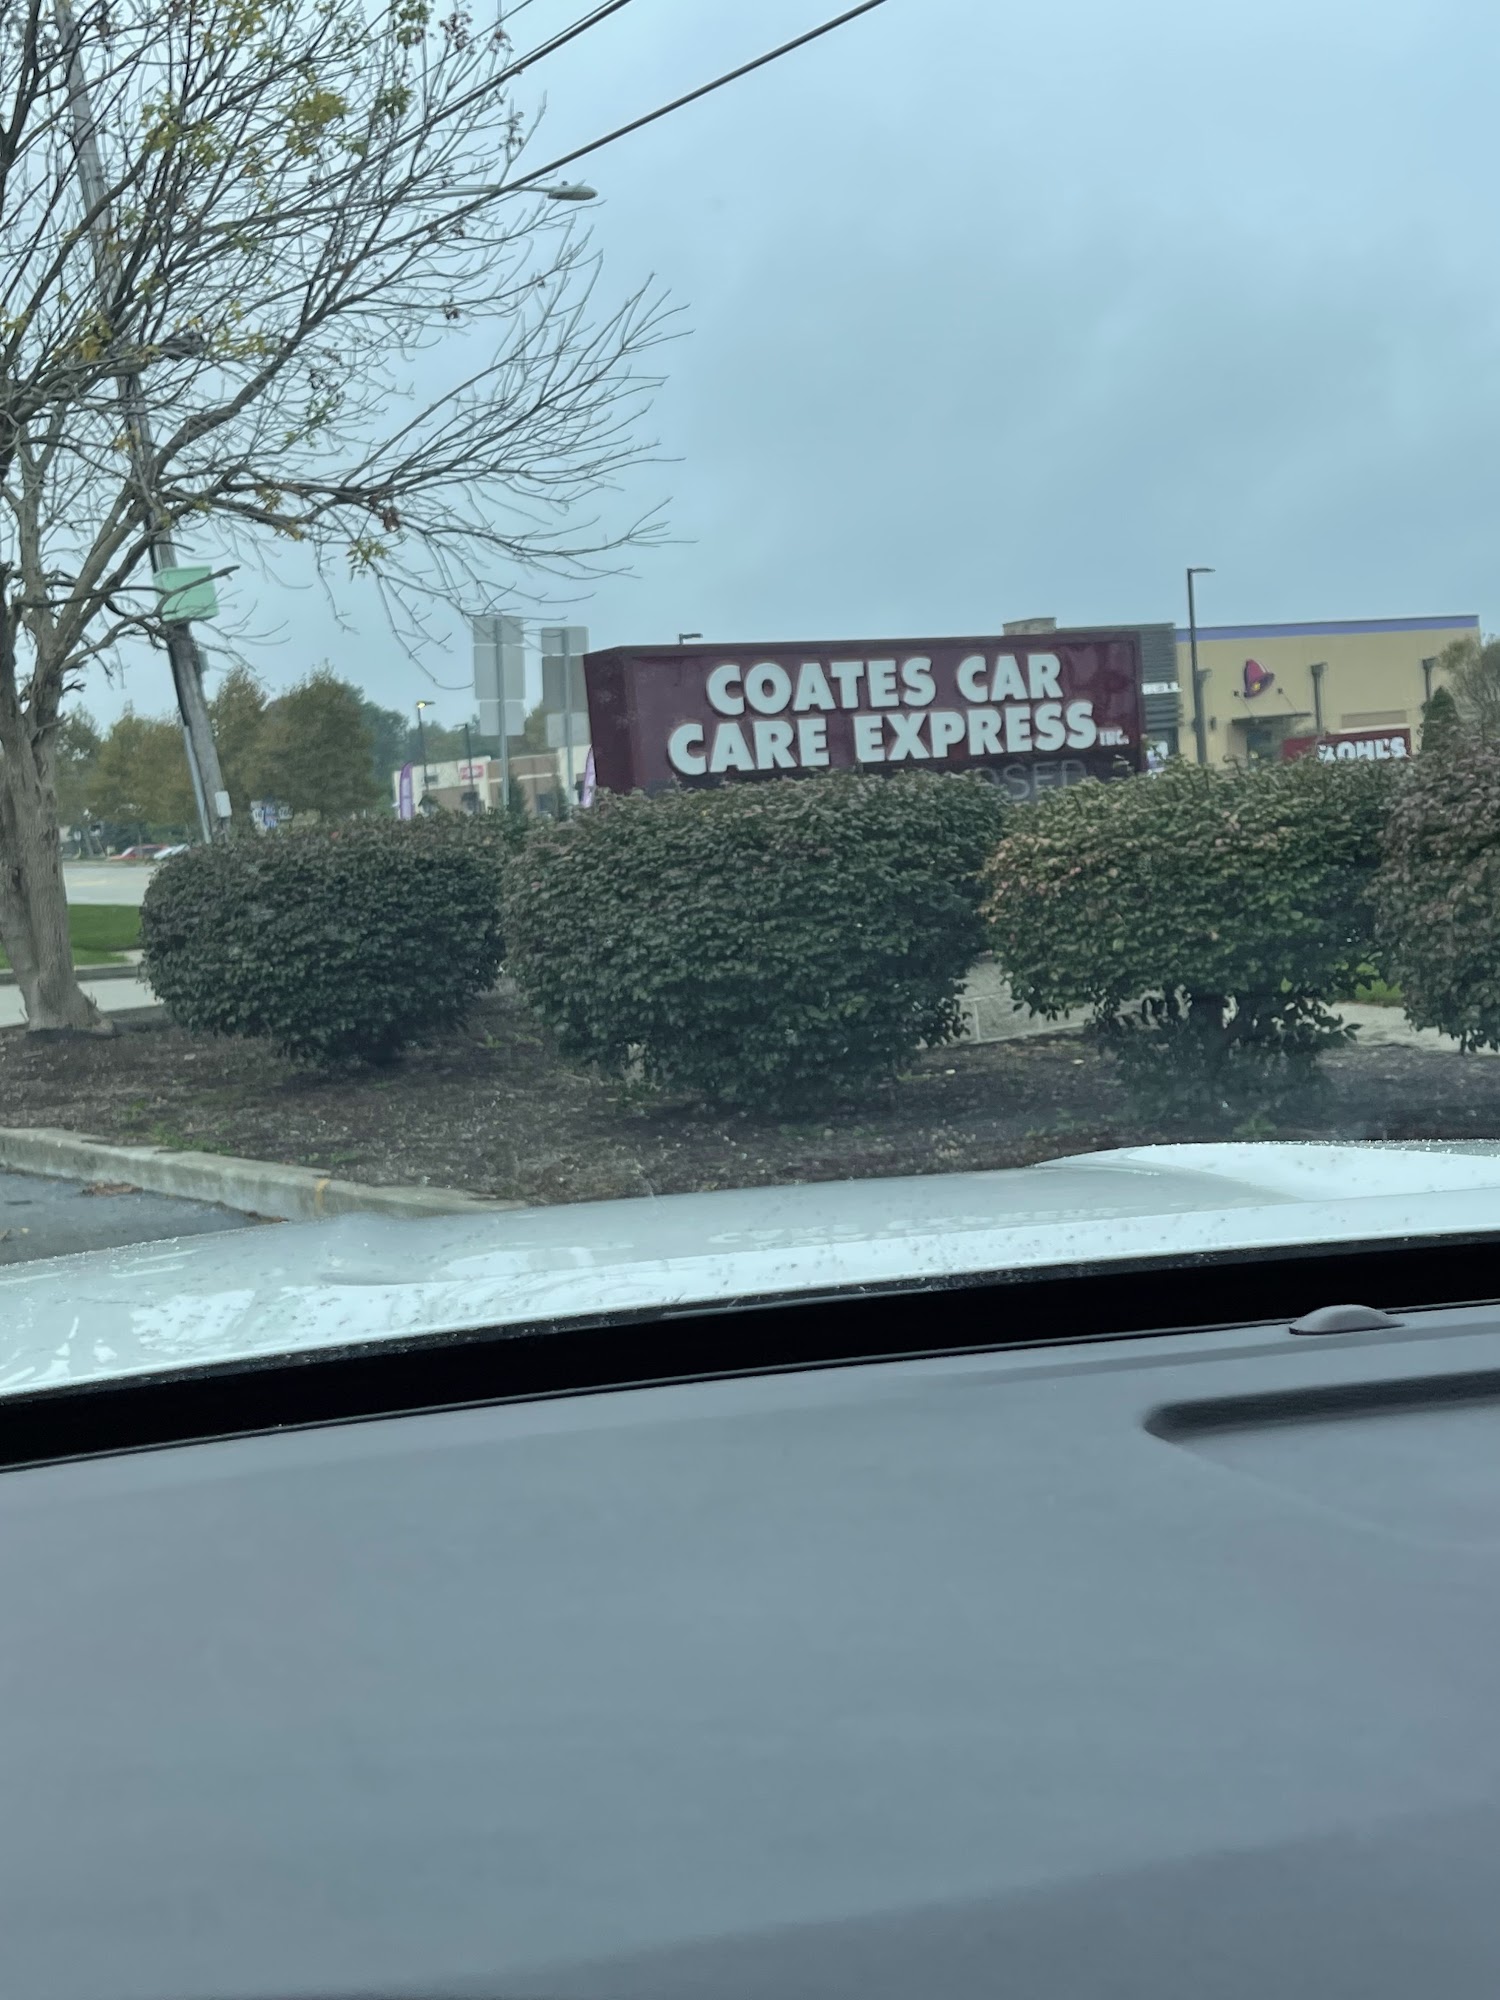 COATES CAR
CARE EXPRESS INC.
KOHL'S